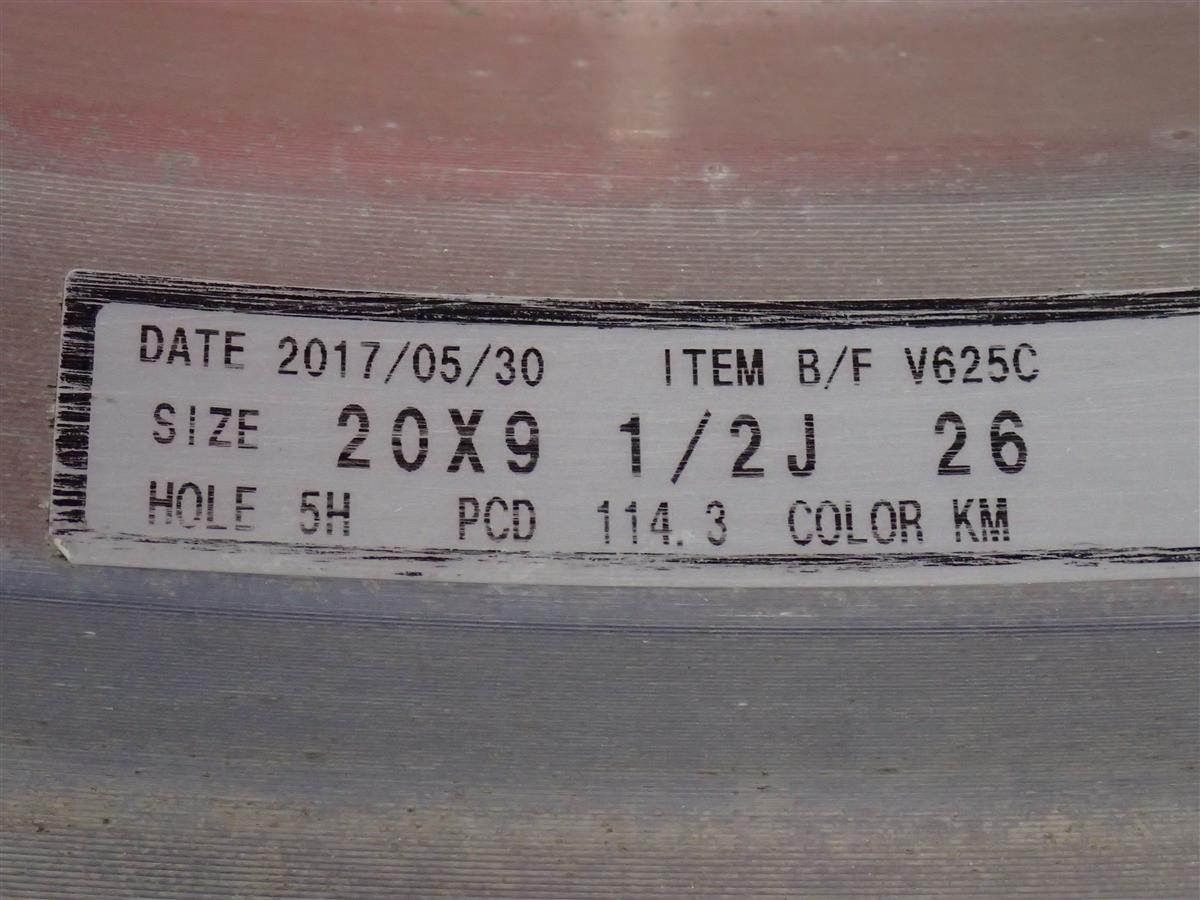 DATE 2017/05/30 ITEM B/F V625C
SIZE 20X9 1/2J 26
HOLE 5H PCD 114.3 COLOR KM